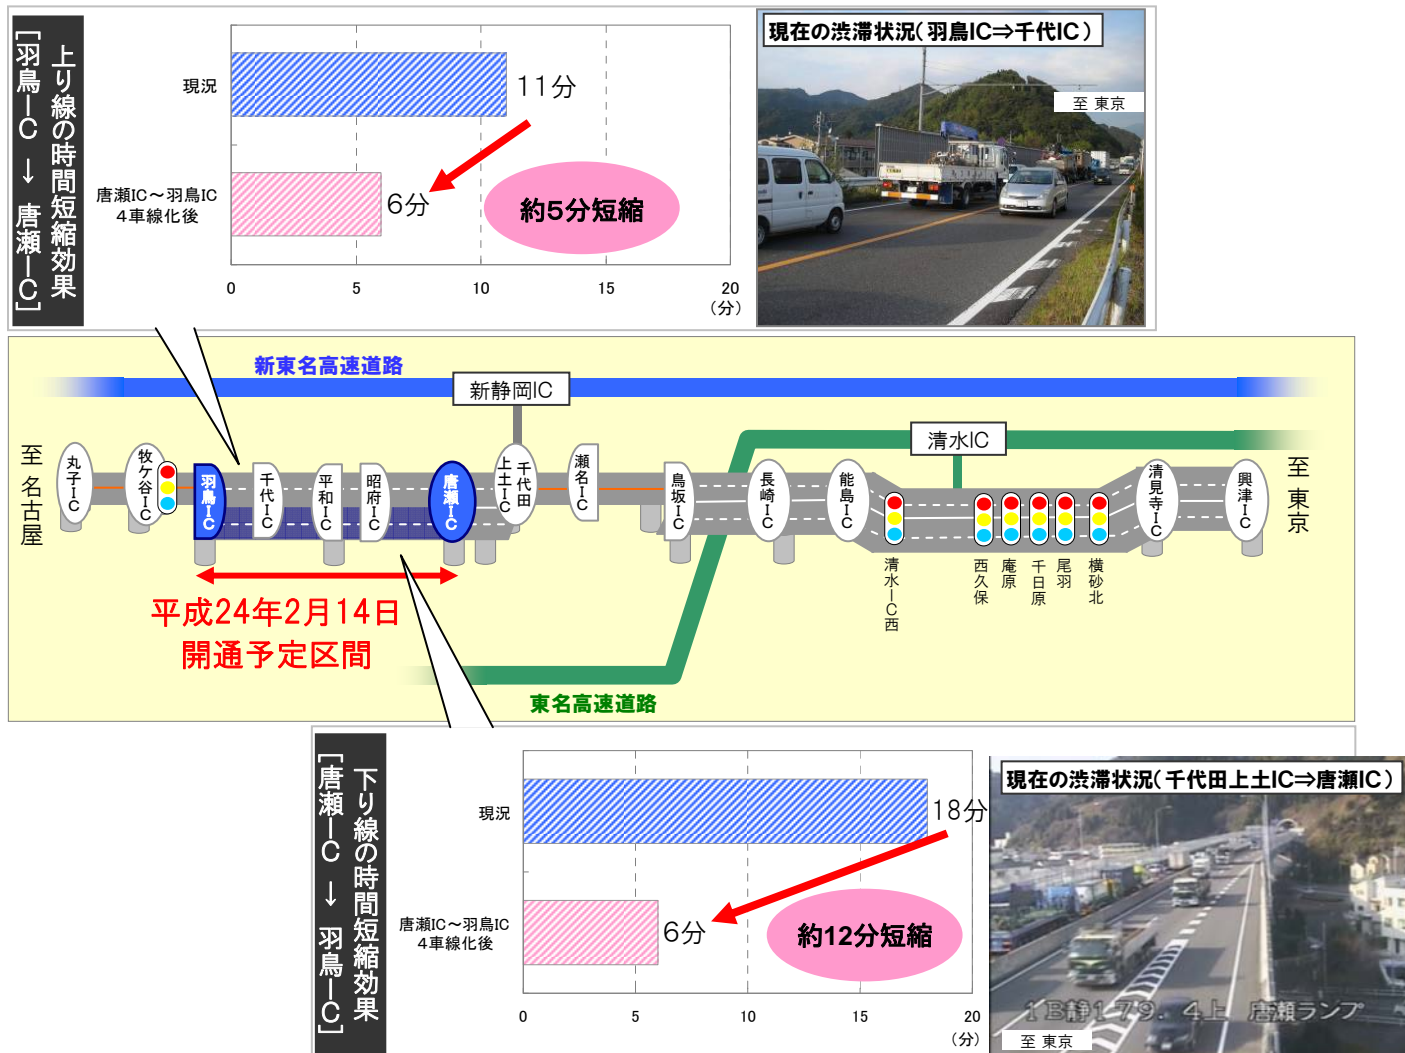 上り線の時間短縮効果
[羽鳥IC → 唐瀬IC]
現況
11分
唐瀬IC～羽鳥IC
4車線化後
6分
約5分短縮
0 5 10 15 20
(分)
現在の渋滞状況(羽鳥IC⇒千代IC)
至 東京
新東名高速道路
新静岡IC
清水IC
至 名古屋
丸子IC
牧ケ谷IC
羽鳥IC
千代IC
平和IC
昭府IC
唐瀬IC
千代田
上土IC
瀬名IC
鳥坂IC
長崎IC
能島IC
清水IC西
西久保
庵原
千日原
尾羽
横砂北
清見寺IC
興津IC
至 東京
平成24年2月14日
開通予定区間
東名高速道路
下り線の時間短縮効果
[唐瀬IC → 羽鳥IC]
現況
18分
唐瀬IC～羽鳥IC
4車線化後
6分
約12分短縮
0 5 10 15 20
(分)
現在の渋滞状況(千代田上土IC⇒唐瀬IC)
1B静179.4上 唐瀬ランプ
至 東京